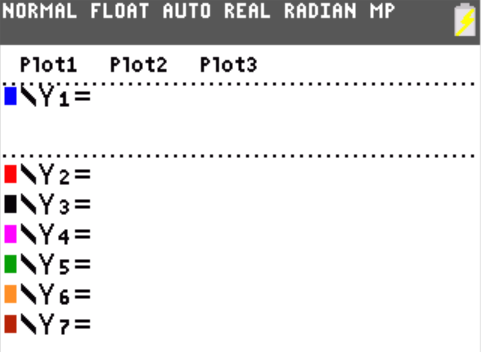 NORMAL FLOAT AUTO REAL RADIAN MP
Plot1 Plot2 Plot3
\Y₁=
\Y₂=
\Y₃=
\Y₄=
\Y₅=
\Y₆=
\Y₇=